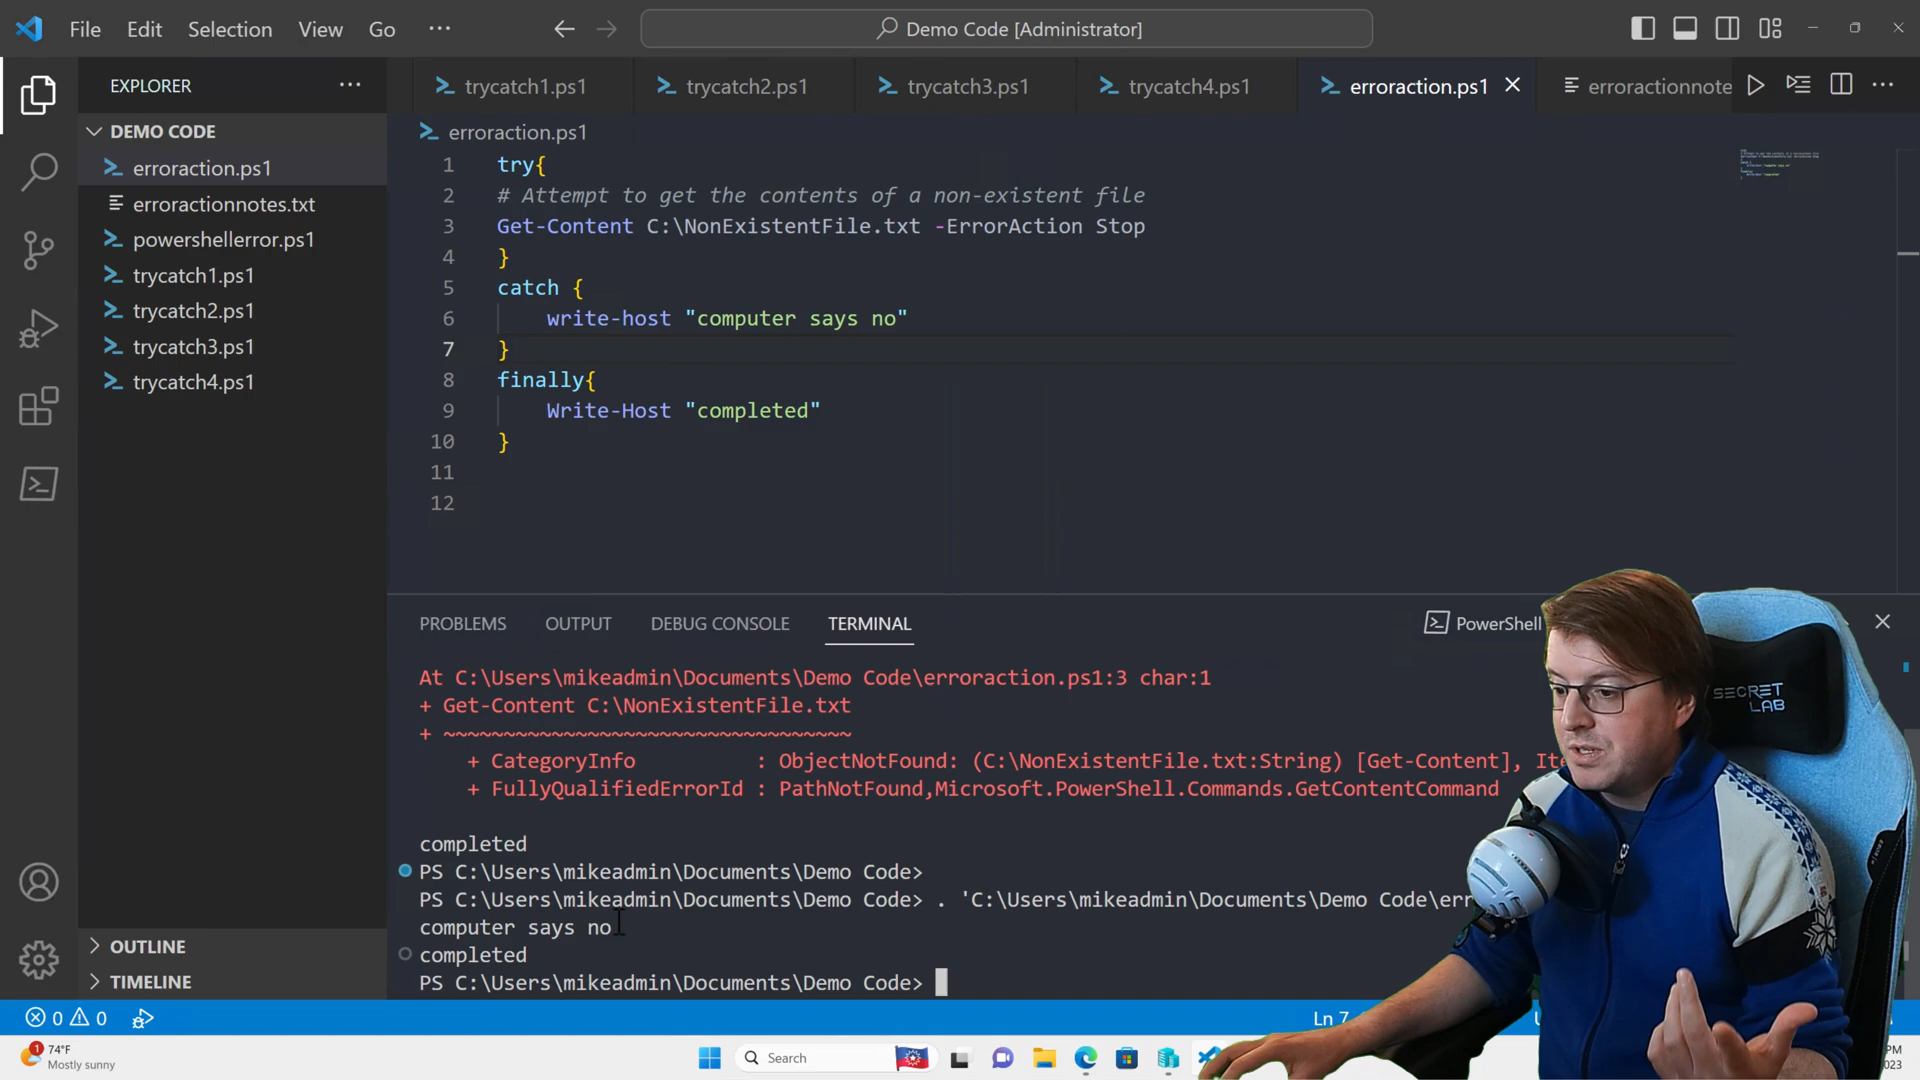 File Edit Selection View Go ··· Demo Code [Administrator]
EXPLORER ···
trycatch1.ps1 trycatch2.ps1 trycatch3.ps1 trycatch4.ps1 erroraction.ps1 erroractionnote
DEMO CODE
erroraction.ps1
erroractionnotes.txt
powershellerror.ps1
trycatch1.ps1
trycatch2.ps1
trycatch3.ps1
trycatch4.ps1
OUTLINE
TIMELINE
erroraction.ps1
1 try{
2 # Attempt to get the contents of a non-existent file
3 Get-Content C:\NonExistentFile.txt -ErrorAction Stop
4 }
5 catch {
6 write-host "computer says no"
7 }
8 finally{
9 Write-Host "completed"
10 }
11
12
PROBLEMS OUTPUT DEBUG CONSOLE TERMINAL PowerShell
At C:\Users\mikeadmin\Documents\Demo Code\erroraction.ps1:3 char:1
+ Get-Content C:\NonExistentFile.txt
+ ~~~~~~~~~~~~~~~~~~~~~~~~~~~~~~~~~~
+ CategoryInfo : ObjectNotFound: (C:\NonExistentFile.txt:String) [Get-Content], Ite
+ FullyQualifiedErrorId : PathNotFound,Microsoft.PowerShell.Commands.GetContentCommand
completed
PS C:\Users\mikeadmin\Documents\Demo Code>
PS C:\Users\mikeadmin\Documents\Demo Code> . 'C:\Users\mikeadmin\Documents\Demo Code\err
computer says no
completed
PS C:\Users\mikeadmin\Documents\Demo Code>
SECRET
LAB
0 0 Ln 7
74°F
Mostly sunny
Search
PM
2023